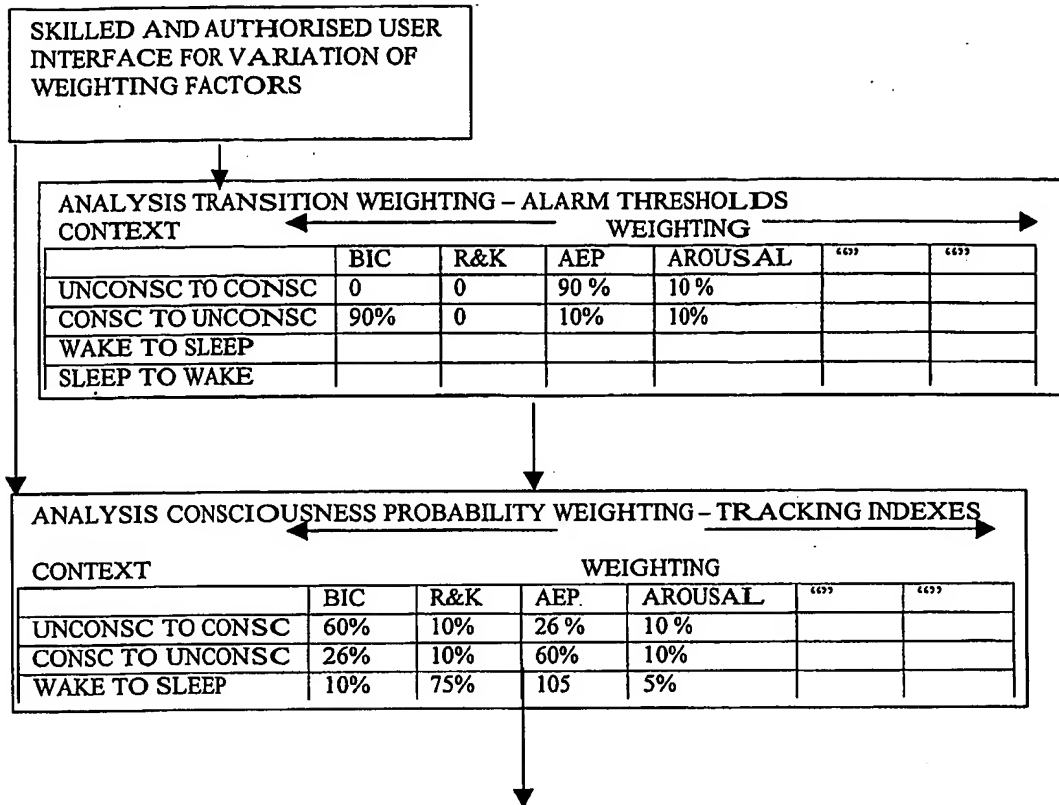 SKILLED AND AUTHORISED USER
INTERFACE FOR VARIATION OF
WEIGHTING FACTORS
ANALYSIS TRANSITION WEIGHTING – ALARM THRESHOLDS
CONTEXT WEIGHTING
BIC R&K AEP AROUSAL “” “”
UNCONSC TO CONSC 0 0 90 % 10 %
CONSC TO UNCONSC 90% 0 10% 10%
WAKE TO SLEEP
SLEEP TO WAKE
ANALYSIS CONSCIOUSNESS PROBABILITY WEIGHTING – TRACKING INDEXES
CONTEXT WEIGHTING
BIC R&K AEP. AROUSAL “” “”
UNCONSC TO CONSC 60% 10% 26 % 10 %
CONSC TO UNCONSC 26% 10% 60% 10%
WAKE TO SLEEP 10% 75% 105 5%